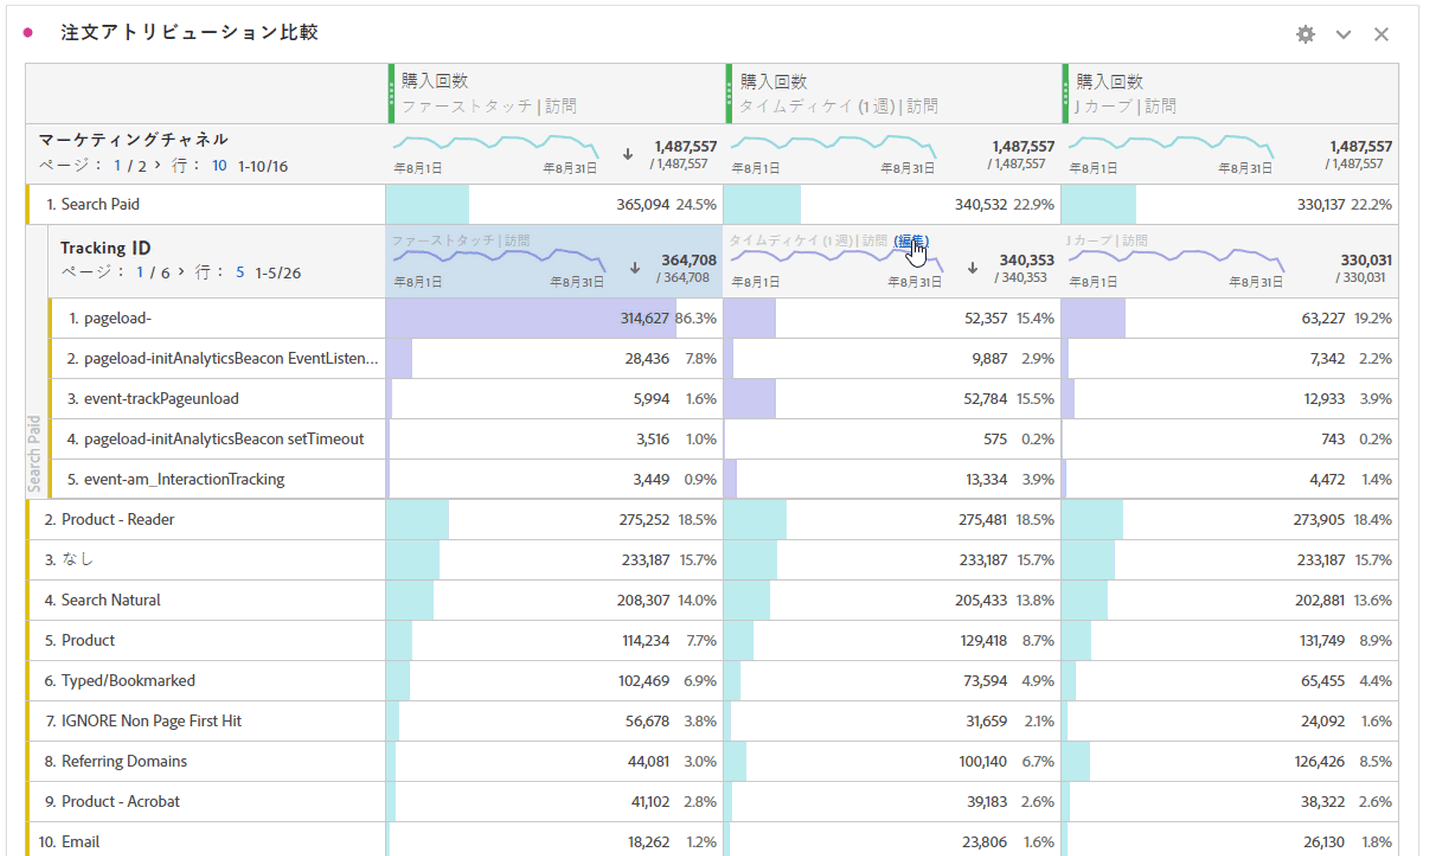 注文アトリビューション比較
購入回数 購入回数 購入回数
ファーストタッチ | 訪問 タイムディケイ (1 週) | 訪問 J カーブ | 訪問
マーケティングチャネル
ページ： 1 / 2 > 行： 10 1-10/16
年8月1日 年8月31日 1,487,557 / 1,487,557 年8月1日 年8月31日 1,487,557 / 1,487,557 年8月1日 年8月31日 1,487,557 / 1,487,557
1. Search Paid 365,094 24.5% 340,532 22.9% 330,137 22.2%
Search Paid
Tracking ID
ページ： 1 / 6 > 行： 5 1-5/26
ファーストタッチ | 訪問 タイムディケイ (1 週) | 訪問 (編集) J カーブ | 訪問
年8月1日 年8月31日 364,708 / 364,708 年8月1日 年8月31日 340,353 / 340,353 年8月1日 年8月31日 330,031 / 330,031
1. pageload- 314,627 86.3% 52,357 15.4% 63,227 19.2%
2. pageload-initAnalyticsBeacon EventListen... 28,436 7.8% 9,887 2.9% 7,342 2.2%
3. event-trackPageunload 5,994 1.6% 52,784 15.5% 12,933 3.9%
4. pageload-initAnalyticsBeacon setTimeout 3,516 1.0% 575 0.2% 743 0.2%
5. event-am_InteractionTracking 3,449 0.9% 13,334 3.9% 4,472 1.4%
2. Product - Reader 275,252 18.5% 275,481 18.5% 273,905 18.4%
3. なし 233,187 15.7% 233,187 15.7% 233,187 15.7%
4. Search Natural 208,307 14.0% 205,433 13.8% 202,881 13.6%
5. Product 114,234 7.7% 129,418 8.7% 131,749 8.9%
6. Typed/Bookmarked 102,469 6.9% 73,594 4.9% 65,455 4.4%
7. IGNORE Non Page First Hit 56,678 3.8% 31,659 2.1% 24,092 1.6%
8. Referring Domains 44,081 3.0% 100,140 6.7% 126,426 8.5%
9. Product - Acrobat 41,102 2.8% 39,183 2.6% 38,322 2.6%
10. Email 18,262 1.2% 23,806 1.6% 26,130 1.8%